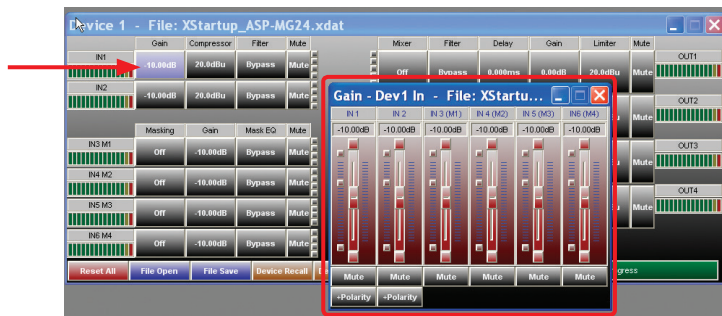 Device 1 - File: XStartup_ASP-MG24.xdat
Gain Compressor Filter Mute Mixer Filter Delay Gain Limiter Mute
IN1 -10.00dB 20.0dBu Bypass Mute Off Bypass 0.000ms 0.00dB 20.0dBu Mute OUT1
IN2 -10.00dB 20.0dBu Bypass Mute Mute OUT2
Masking Gain Mask EQ Mute
IN3 M1 Off -10.00dB Bypass Mute Mute OUT3
IN4 M2 Off -10.00dB Bypass Mute
IN5 M3 Off -10.00dB Bypass Mute Mute OUT4
IN6 M4 Off -10.00dB Bypass Mute
Reset All File Open File Save Device Recall
Gain - Dev1 In - File: XStartu...
IN 1 IN 2 IN 3 (M1) IN 4 (M2) IN 5 (M3) IN6 (M4)
-10.00dB -10.00dB -10.00dB -10.00dB -10.00dB -10.00dB
Mute Mute Mute Mute Mute Mute
+Polarity +Polarity